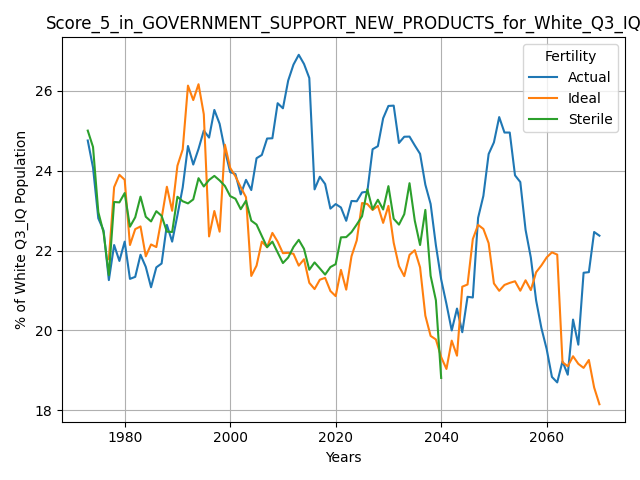 Score_5_in_GOVERNMENT_SUPPORT_NEW_PRODUCTS_for_White_Q3_IQ
Fertility
Actual
Ideal
Sterile
% of White Q3_IQ Population
26
24
22
20
18
1980
2000
2020
2040
2060
Years